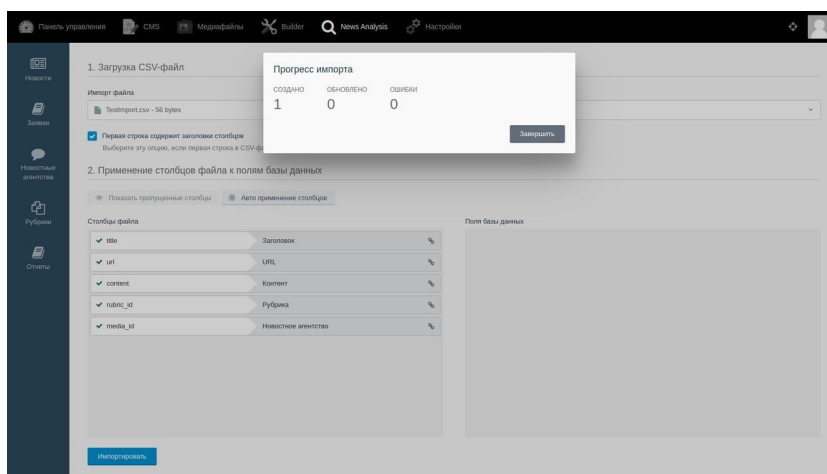 Панель управления CMS Медиафайлы Builder News Analysis Настройки
Новости
Заявки
Новостные
агентства
Рубрики
Отчеты
1. Загрузка CSV-файл
Импорт файла
TestImport.csv - 56 bytes
Первая строка содержит заголовки столбцов
Выберите эту опцию, если первая строка в CSV-ф
Прогресс импорта
СОЗДАНО ОБНОВЛЕНО ОШИБКИ
1 0 0
Завершить
2. Применение столбцов файла к полям базы данных
Показать пропущенные столбцы Авто применение столбцов
Столбцы файла Поля базы данных
title Заголовок
url URL
content Контент
rubric_id Рубрика
media_id Новостное агентство
Импортировать